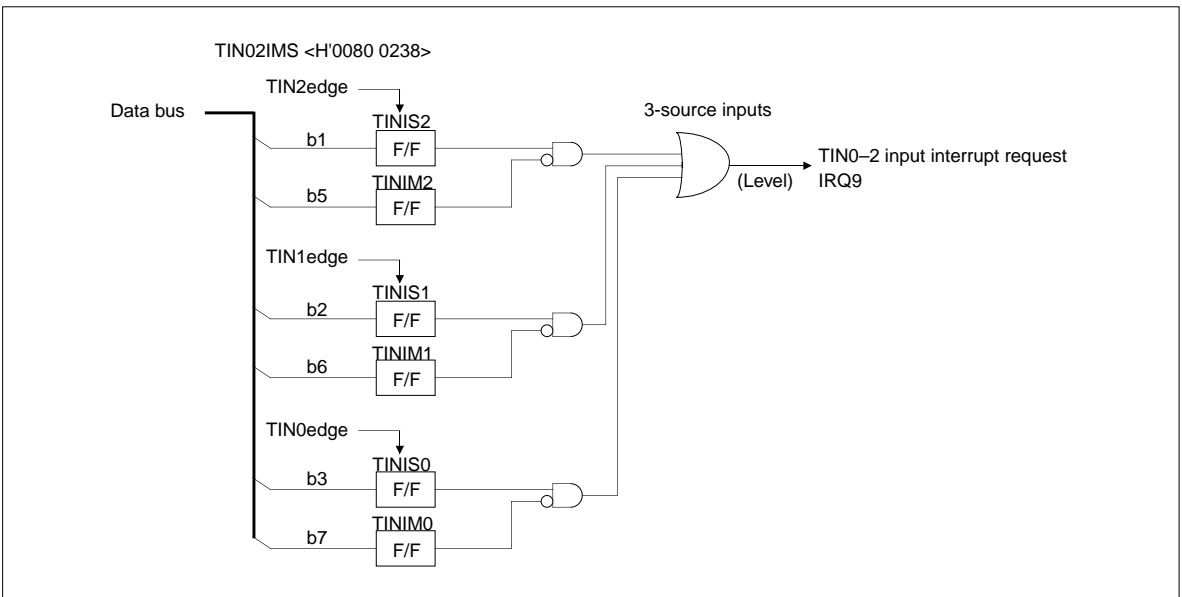 TIN02IMS <H'0080 0238>
TIN2edge
Data bus
TINIS2
3-source inputs
b1
F/F
TIN0–2 input interrupt request
TINIM2
(Level)
IRQ9
b5
F/F
TIN1edge
TINIS1
b2
F/F
TINIM1
b6
F/F
TIN0edge
TINIS0
b3
F/F
TINIM0
b7
F/F